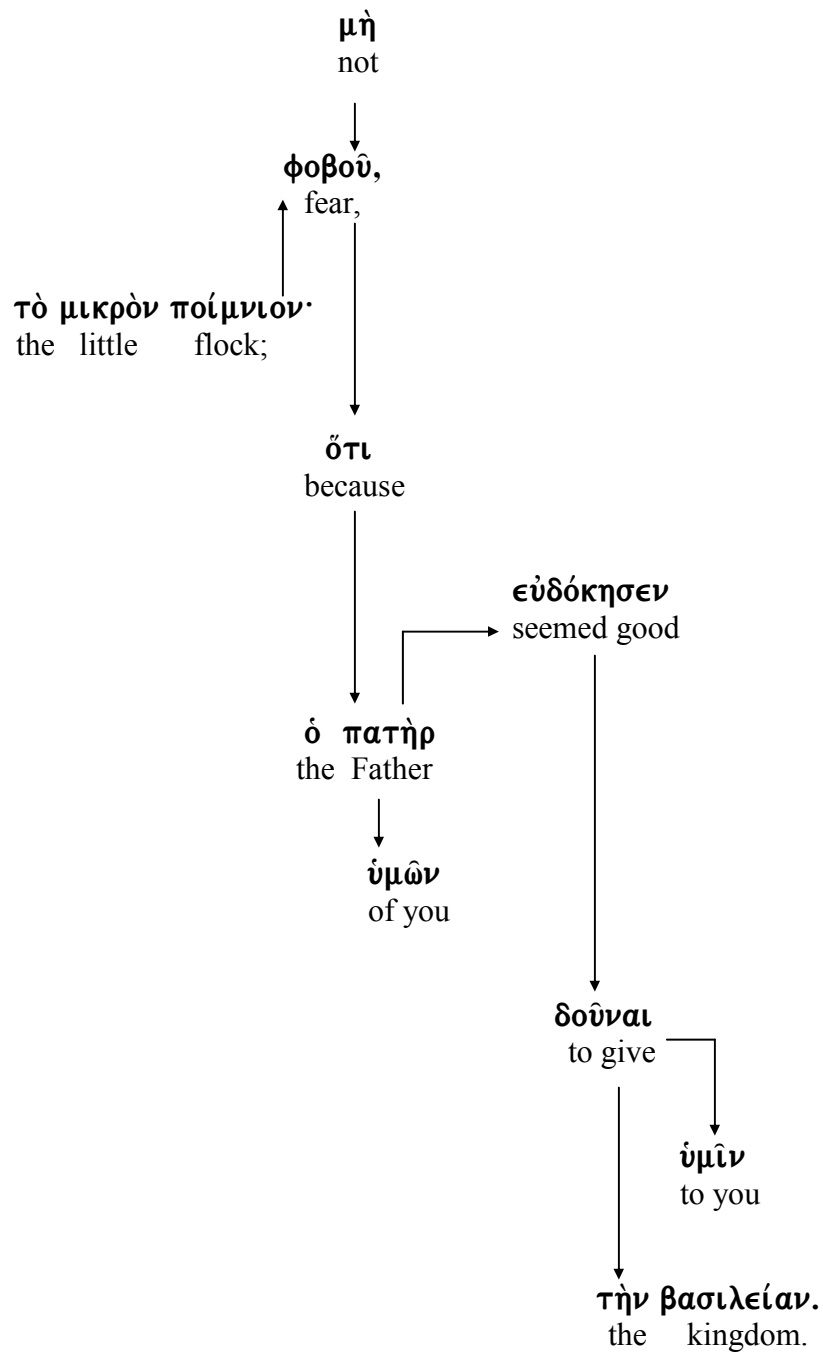 μὴ
not
φοβοῦ,
fear,
τὸ μικρὸν ποίμνιον·
the little flock;
ὅτι
because
εὐδόκησεν
seemed good
ὁ πατὴρ
the Father
ὑμῶν
of you
δοῦναι
to give
ὑμῖν
to you
τὴν βασιλείαν.
the kingdom.